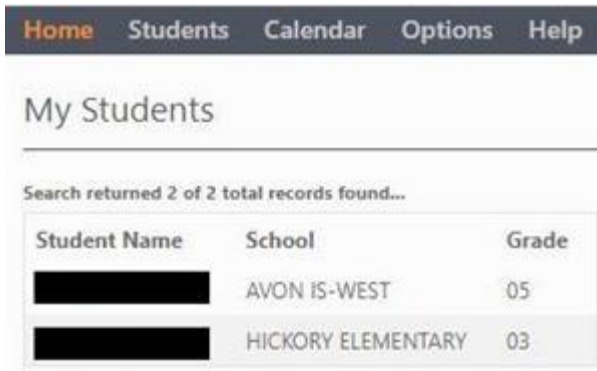 Home Students Calendar Options Help
My Students
Search returned 2 of 2 total records found...
Student Name School Grade
AVON IS-WEST 05
HICKORY ELEMENTARY 03